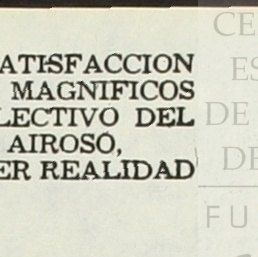 ATISFACCION
MAGNIFICOS
LECTIVO DEL
AIROSO,
ER REALIDAD
CE
ES
DE
DE
FU